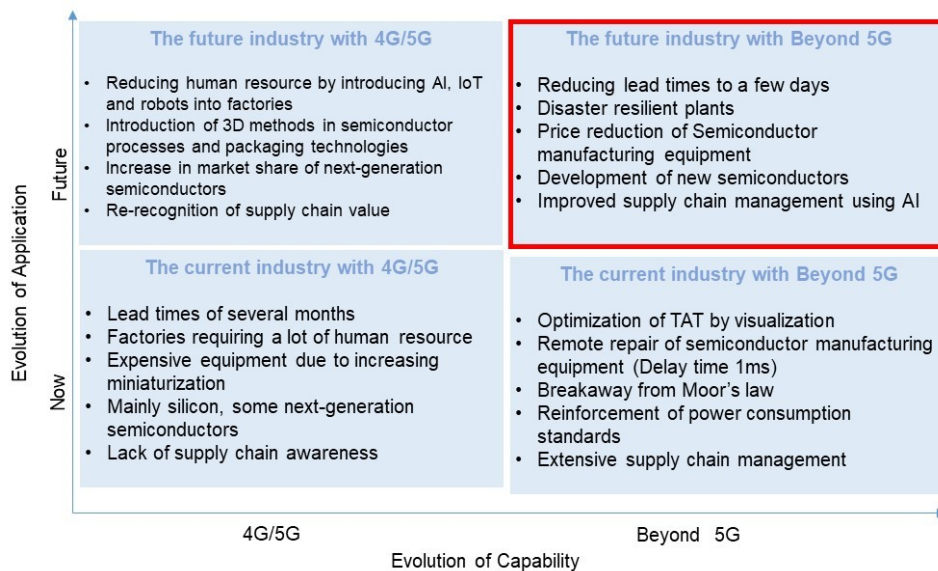 Evolution of Application
Future
Now
The future industry with 4G/5G
• Reducing human resource by introducing AI, IoT
and robots into factories
• Introduction of 3D methods in semiconductor
processes and packaging technologies
• Increase in market share of next-generation
semiconductors
• Re-recognition of supply chain value
The future industry with Beyond 5G
• Reducing lead times to a few days
• Disaster resilient plants
• Price reduction of Semiconductor
manufacturing equipment
• Development of new semiconductors
• Improved supply chain management using AI
The current industry with 4G/5G
• Lead times of several months
• Factories requiring a lot of human resource
• Expensive equipment due to increasing
miniaturization
• Mainly silicon, some next-generation
semiconductors
• Lack of supply chain awareness
The current industry with Beyond 5G
• Optimization of TAT by visualization
• Remote repair of semiconductor manufacturing
equipment (Delay time 1ms)
• Breakaway from Moor's law
• Reinforcement of power consumption
standards
• Extensive supply chain management
4G/5G
Beyond 5G
Evolution of Capability